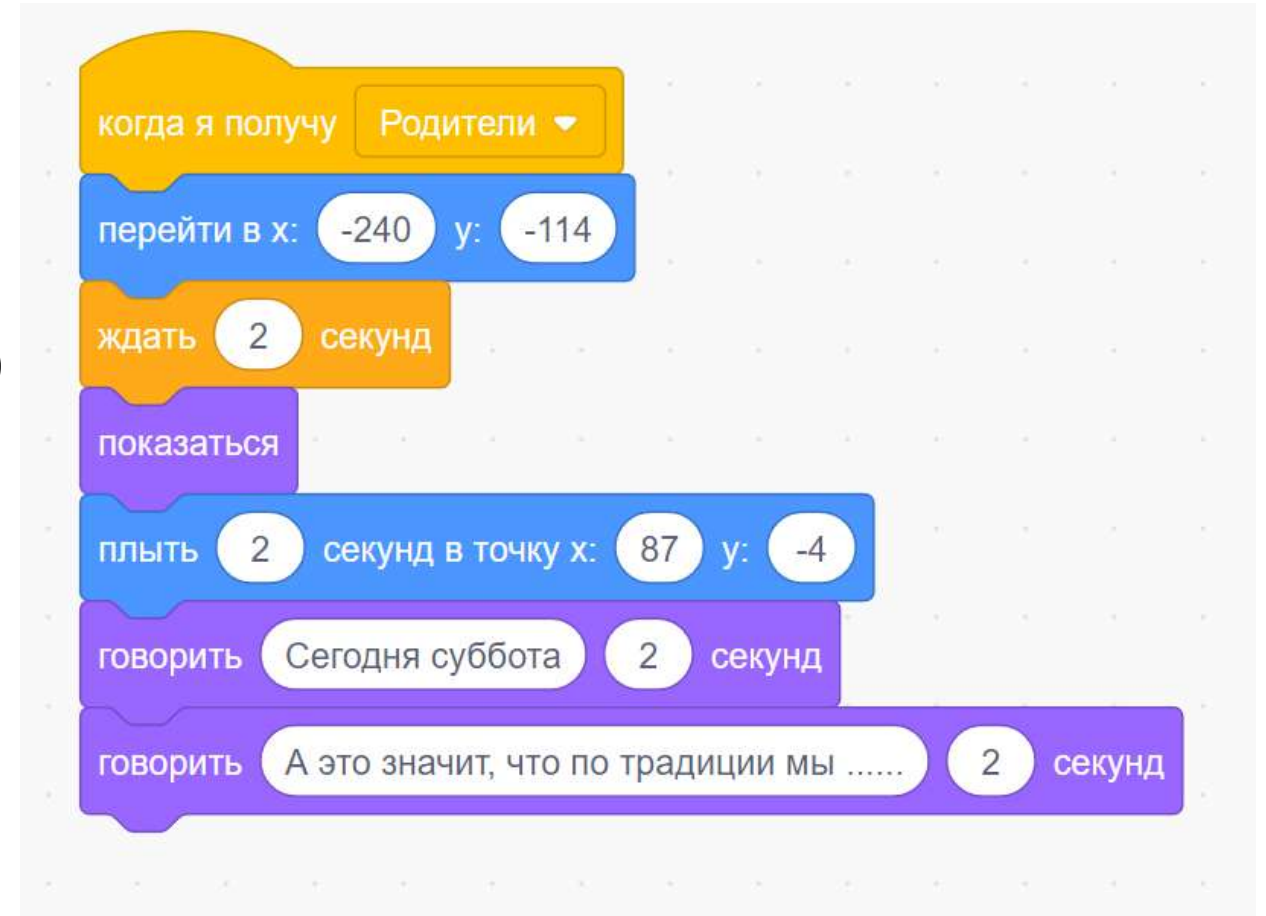 когда я получу Родители
перейти в x: -240 y: -114
ждать 2 секунд
показаться
плыть 2 секунд в точку x: 87 y: -4
говорить Сегодня суббота 2 секунд
говорить А это значит, что по традиции мы ...... 2 секунд